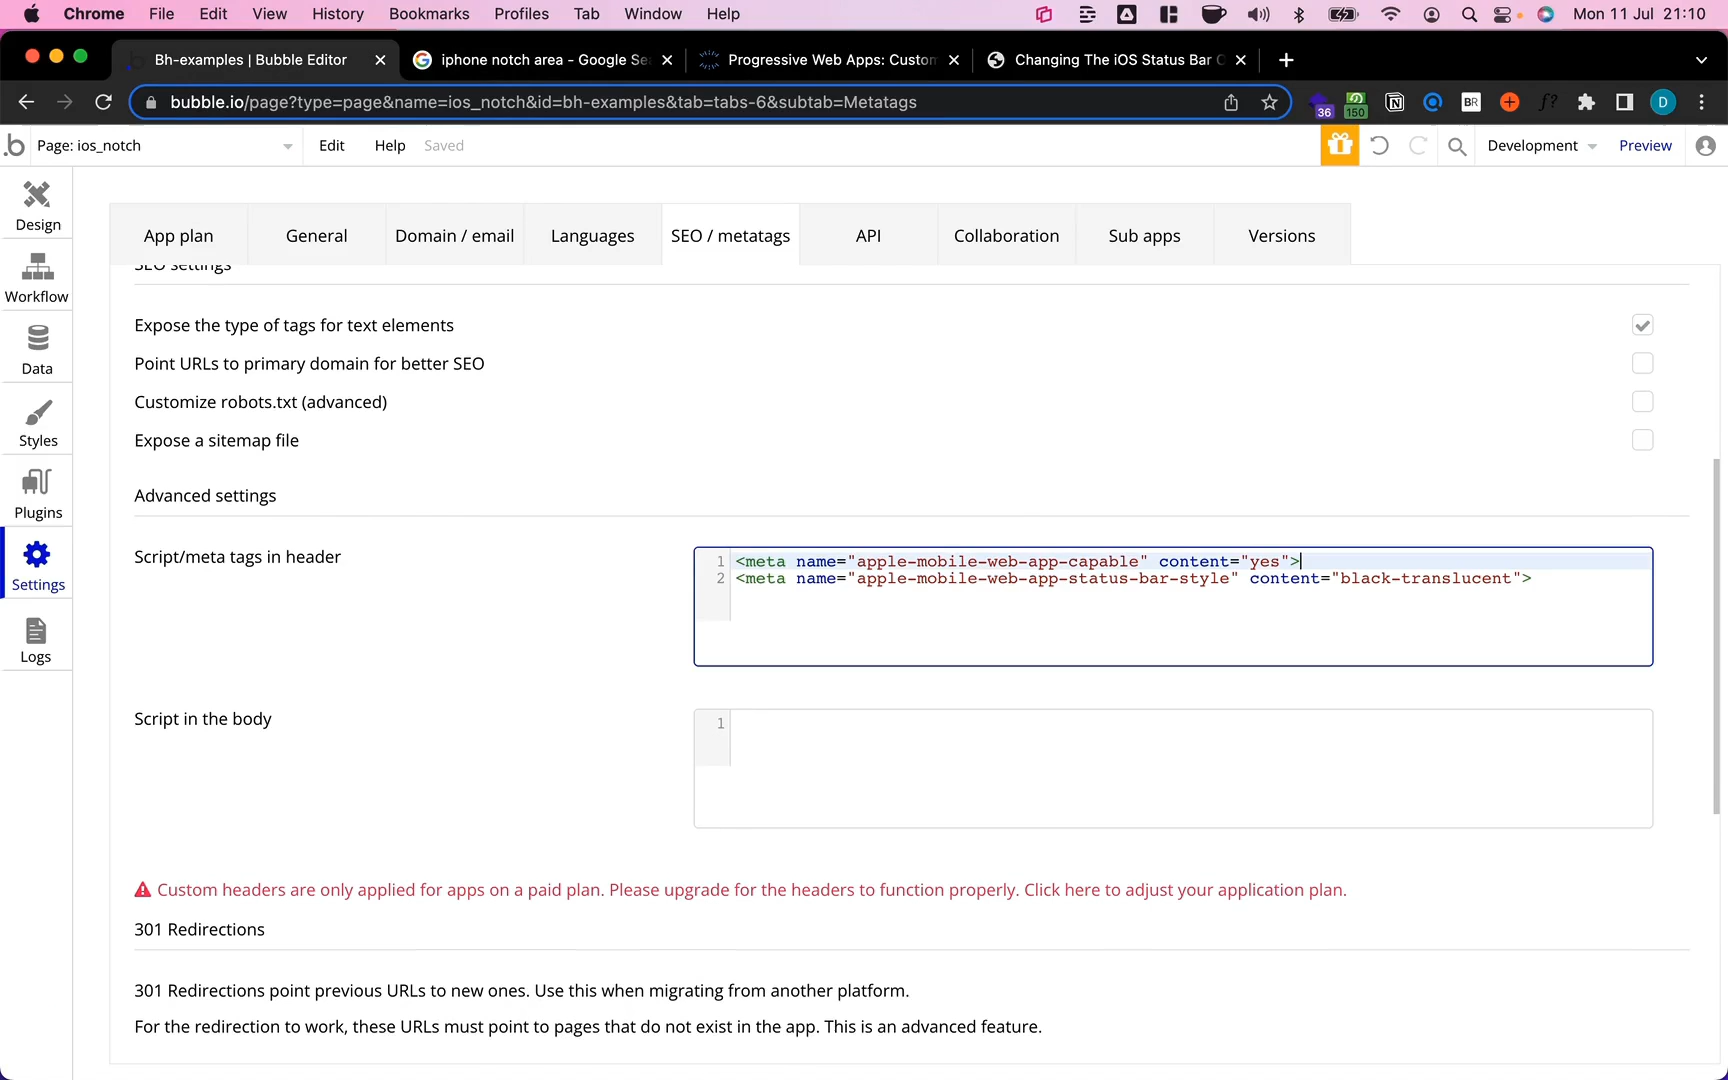 Chrome File Edit View History Bookmarks Profiles Tab Window Help Mon 11 Jul 21:10
Bh-examples | Bubble Editor iphone notch area - Google Se Progressive Web Apps: Custom Changing The iOS Status Bar C
bubble.io/page?type=page&name=ios_notch&id=bh-examples&tab=tabs-6&subtab=Metatags 36 150 BR f? D
b Page: ios_notch Edit Help Saved Development Preview
Design
Workflow
Data
Styles
Plugins
Settings
Logs
App plan General Domain / email Languages SEO / metatags API Collaboration Sub apps Versions
SEO settings
Expose the type of tags for text elements
Point URLs to primary domain for better SEO
Customize robots.txt (advanced)
Expose a sitemap file
Advanced settings
Script/meta tags in header
1 <meta name="apple-mobile-web-app-capable" content="yes">
2 <meta name="apple-mobile-web-app-status-bar-style" content="black-translucent">
Script in the body
1
Custom headers are only applied for apps on a paid plan. Please upgrade for the headers to function properly. Click here to adjust your application plan.
301 Redirections
301 Redirections point previous URLs to new ones. Use this when migrating from another platform.
For the redirection to work, these URLs must point to pages that do not exist in the app. This is an advanced feature.